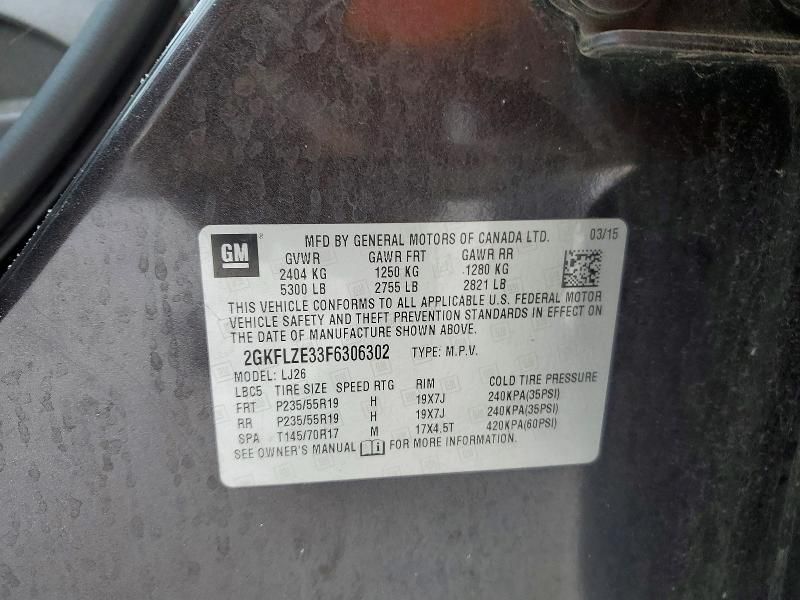 GM ®
MFD BY GENERAL MOTORS OF CANADA LTD. 03/15
GVWR GAWR FRT GAWR RR
2404 KG 1250 KG 1280 KG
5300 LB 2755 LB 2821 LB
THIS VEHICLE CONFORMS TO ALL APPLICABLE U.S. FEDERAL MOTOR
VEHICLE SAFETY AND THEFT PREVENTION STANDARDS IN EFFECT ON
THE DATE OF MANUFACTURE SHOWN ABOVE.
2GKFLZE33F6306302 TYPE: M.P.V.
MODEL: LJ26
LBC5 TIRE SIZE SPEED RTG RIM COLD TIRE PRESSURE
FRT P235/55R19 H 19X7J 240KPA(35PSI)
RR P235/55R19 H 19X7J 240KPA(35PSI)
SPA T145/70R17 M 17X4.5T 420KPA(60PSI)
SEE OWNER'S MANUAL FOR MORE INFORMATION.